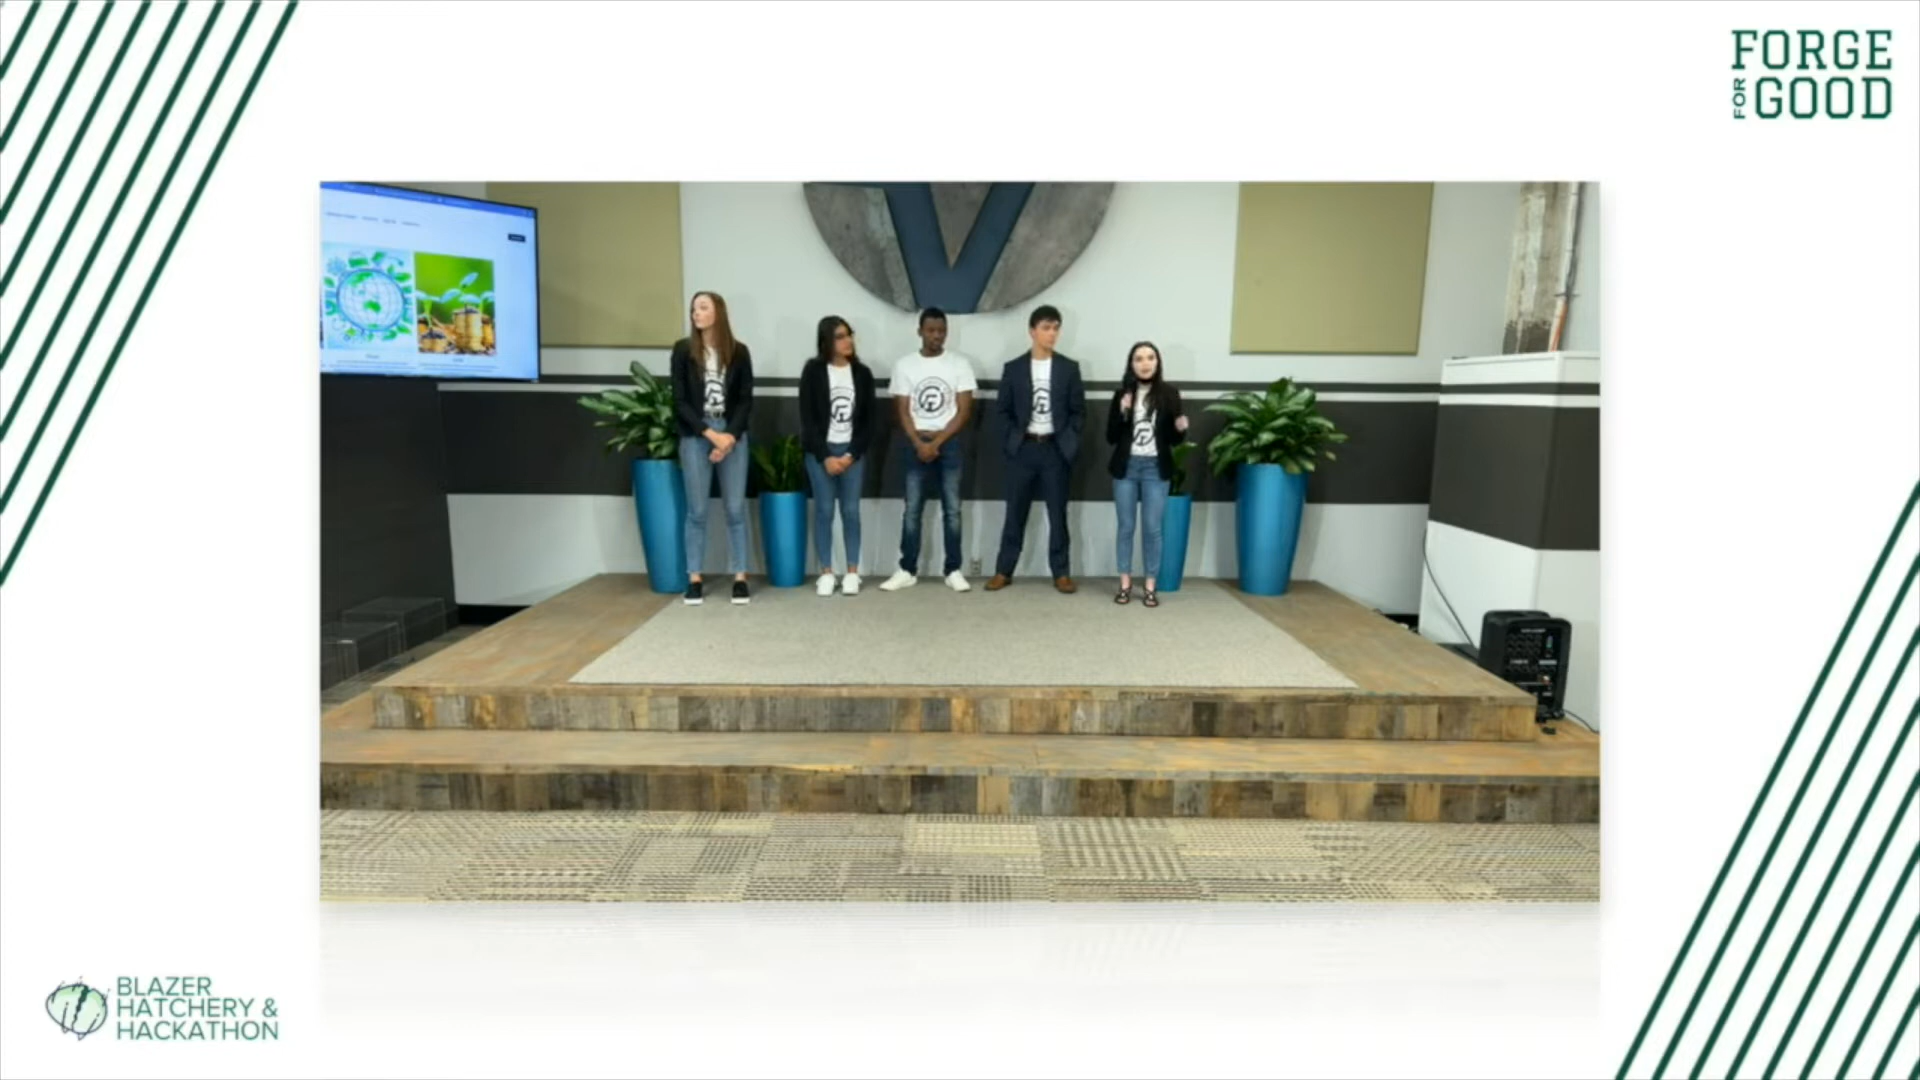 FORGE
FOR GOOD
BLAZER
HATCHERY &
HACKATHON